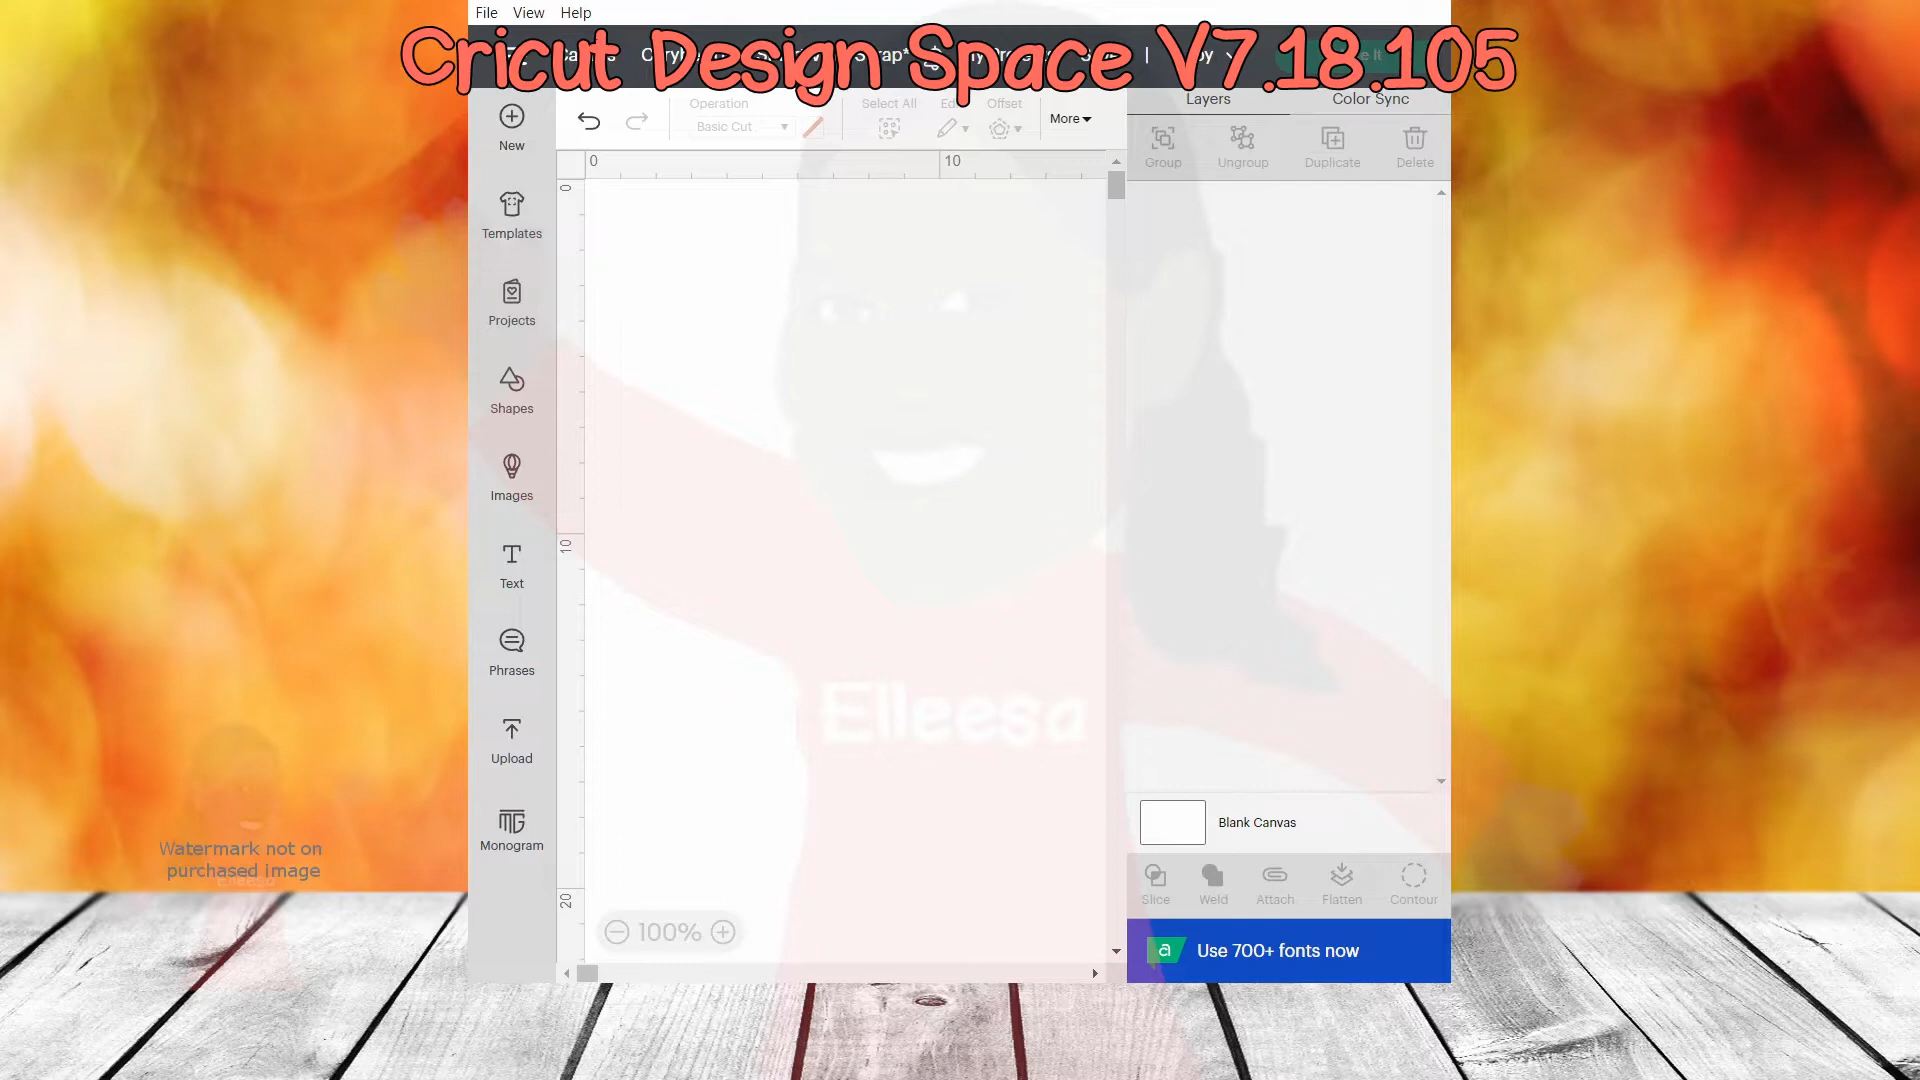 File View Help
Cricut Design Space V7.18.105
Layers Color Sync
Operation
Basic Cut
Select All
Offset
More
Group Ungroup Duplicate Delete
New
Templates
Projects
Shapes
Images
Text
Phrases
Upload
Monogram
0 10
0
10
20
Elleesa
Watermark not on
purchased image
Elleesa
100%
Blank Canvas
Slice Weld Attach Flatten Contour
a Use 700+ fonts now